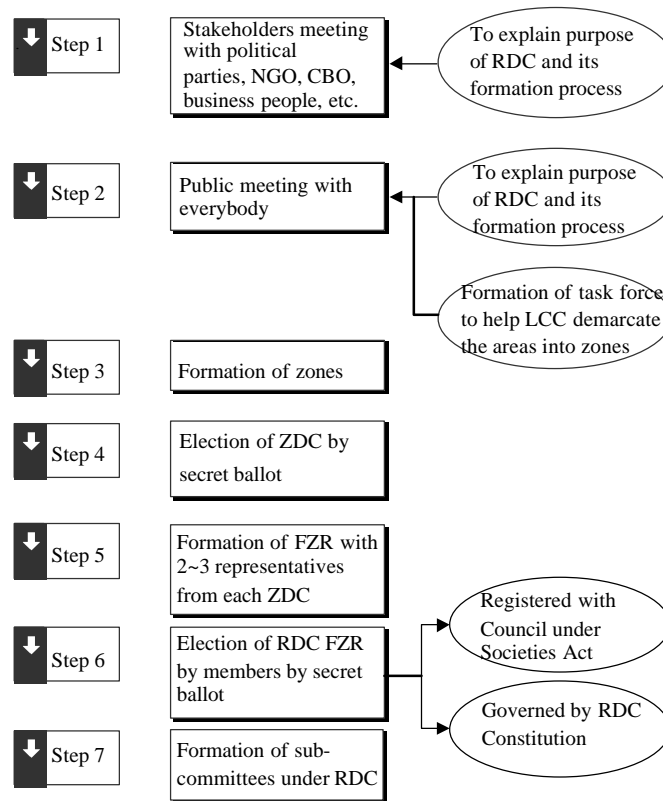 Step 1
Stakeholders meeting
with political
parties, NGO, CBO,
business people, etc.
To explain purpose
of RDC and its
formation process
Step 2
Public meeting with
everybody
To explain purpose
of RDC and its
formation process
Formation of task force
to help LCC demarcate
the areas into zones
Step 3
Formation of zones
Step 4
Election of ZDC by
secret ballot
Step 5
Formation of FZR with
2~3 representatives
from each ZDC
Registered with
Council under
Societies Act
Step 6
Election of RDC FZR
by members by secret
ballot
Governed by RDC
Constitution
Step 7
Formation of sub-
committees under RDC